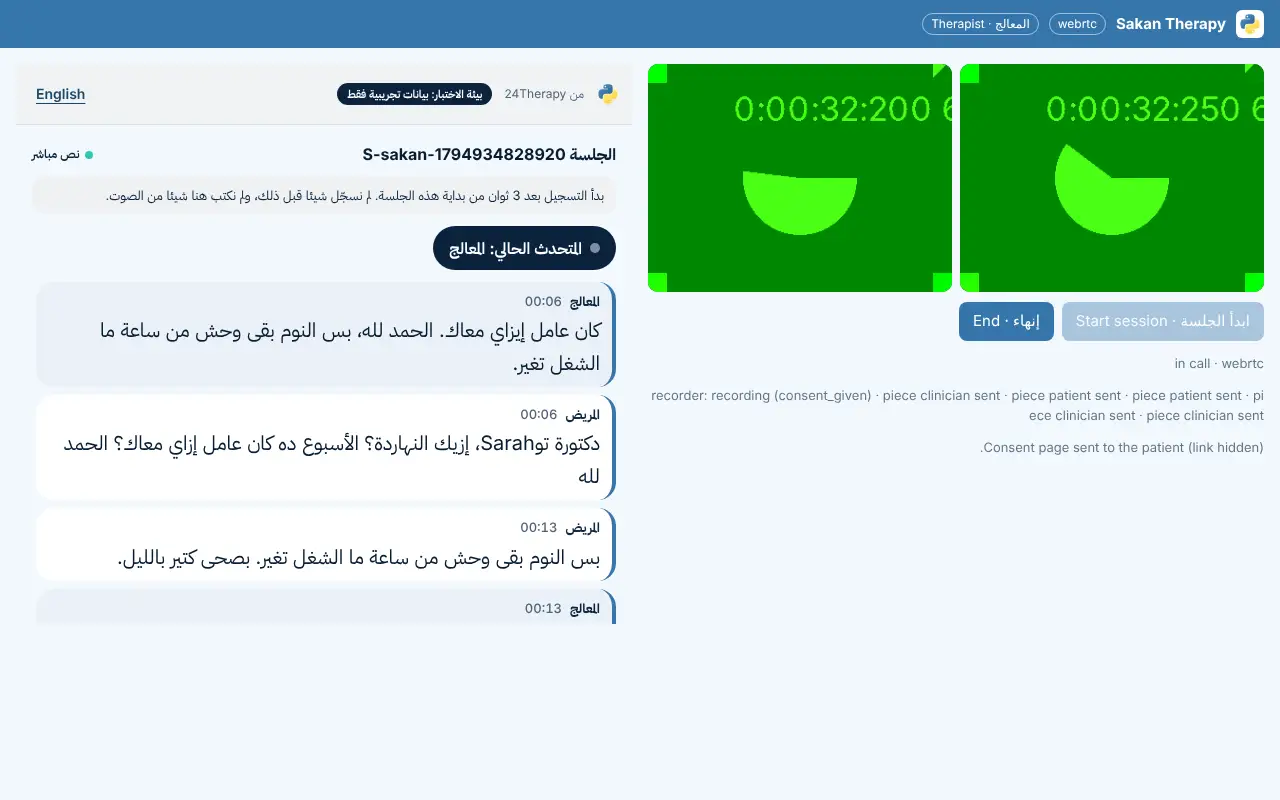 Sakan Therapy
webrtc
Therapist · المعالج
من 24Therapy
بيئة الاختبار: بيانات تجريبية فقط
English
الجلسة S-sakan-1794934828920
نص مباشر
بدأ التسجيل بعد 3 ثوان من بداية هذه الجلسة. لم نسجّل شيئا قبل ذلك، ولم نكتب هنا شيئا من الصوت.
المتحدث الحالي: المعالج
المعالج 00:06
كان عامل إيزاي معاك. الحمد لله، بس النوم بقى وحش من ساعة ما
الشغل تغير.
المريض 00:06
دكتورة توSarah، إزيك النهاردة؟ الأسبوع ده كان عامل إزاي معاك؟ الحمد
لله
المريض 00:13
بس النوم بقى وحش من ساعة ما الشغل تغير. بصحى كتير بالليل.
المعالج 00:13
0:00:32:200 6
0:00:32:250 6
ابدأ الجلسة · Start session
إنهاء · End
in call · webrtc
recorder: recording (consent_given) · piece clinician sent · piece patient sent · piece patient sent · pi
ece clinician sent · piece clinician sent
.Consent page sent to the patient (link hidden)